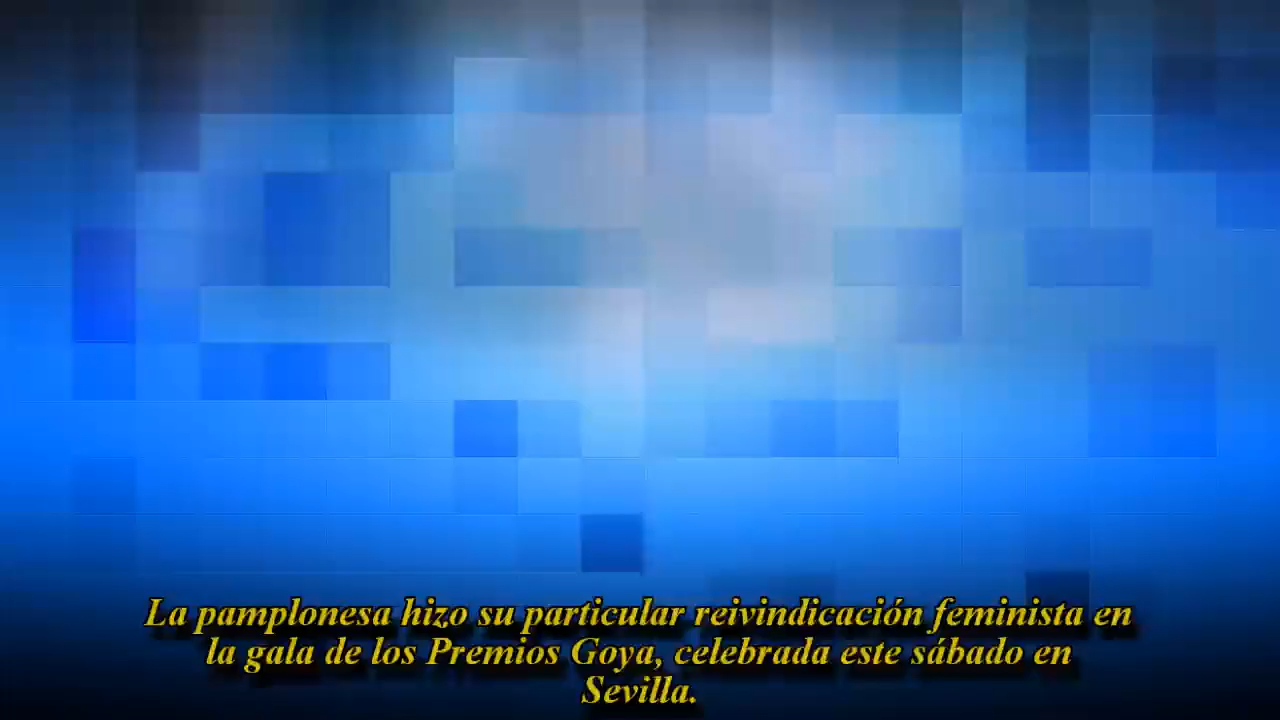 La pamplonesa hizo su particular reivindicación feminista en
la gala de los Premios Goya, celebrada este sábado en
Sevilla.